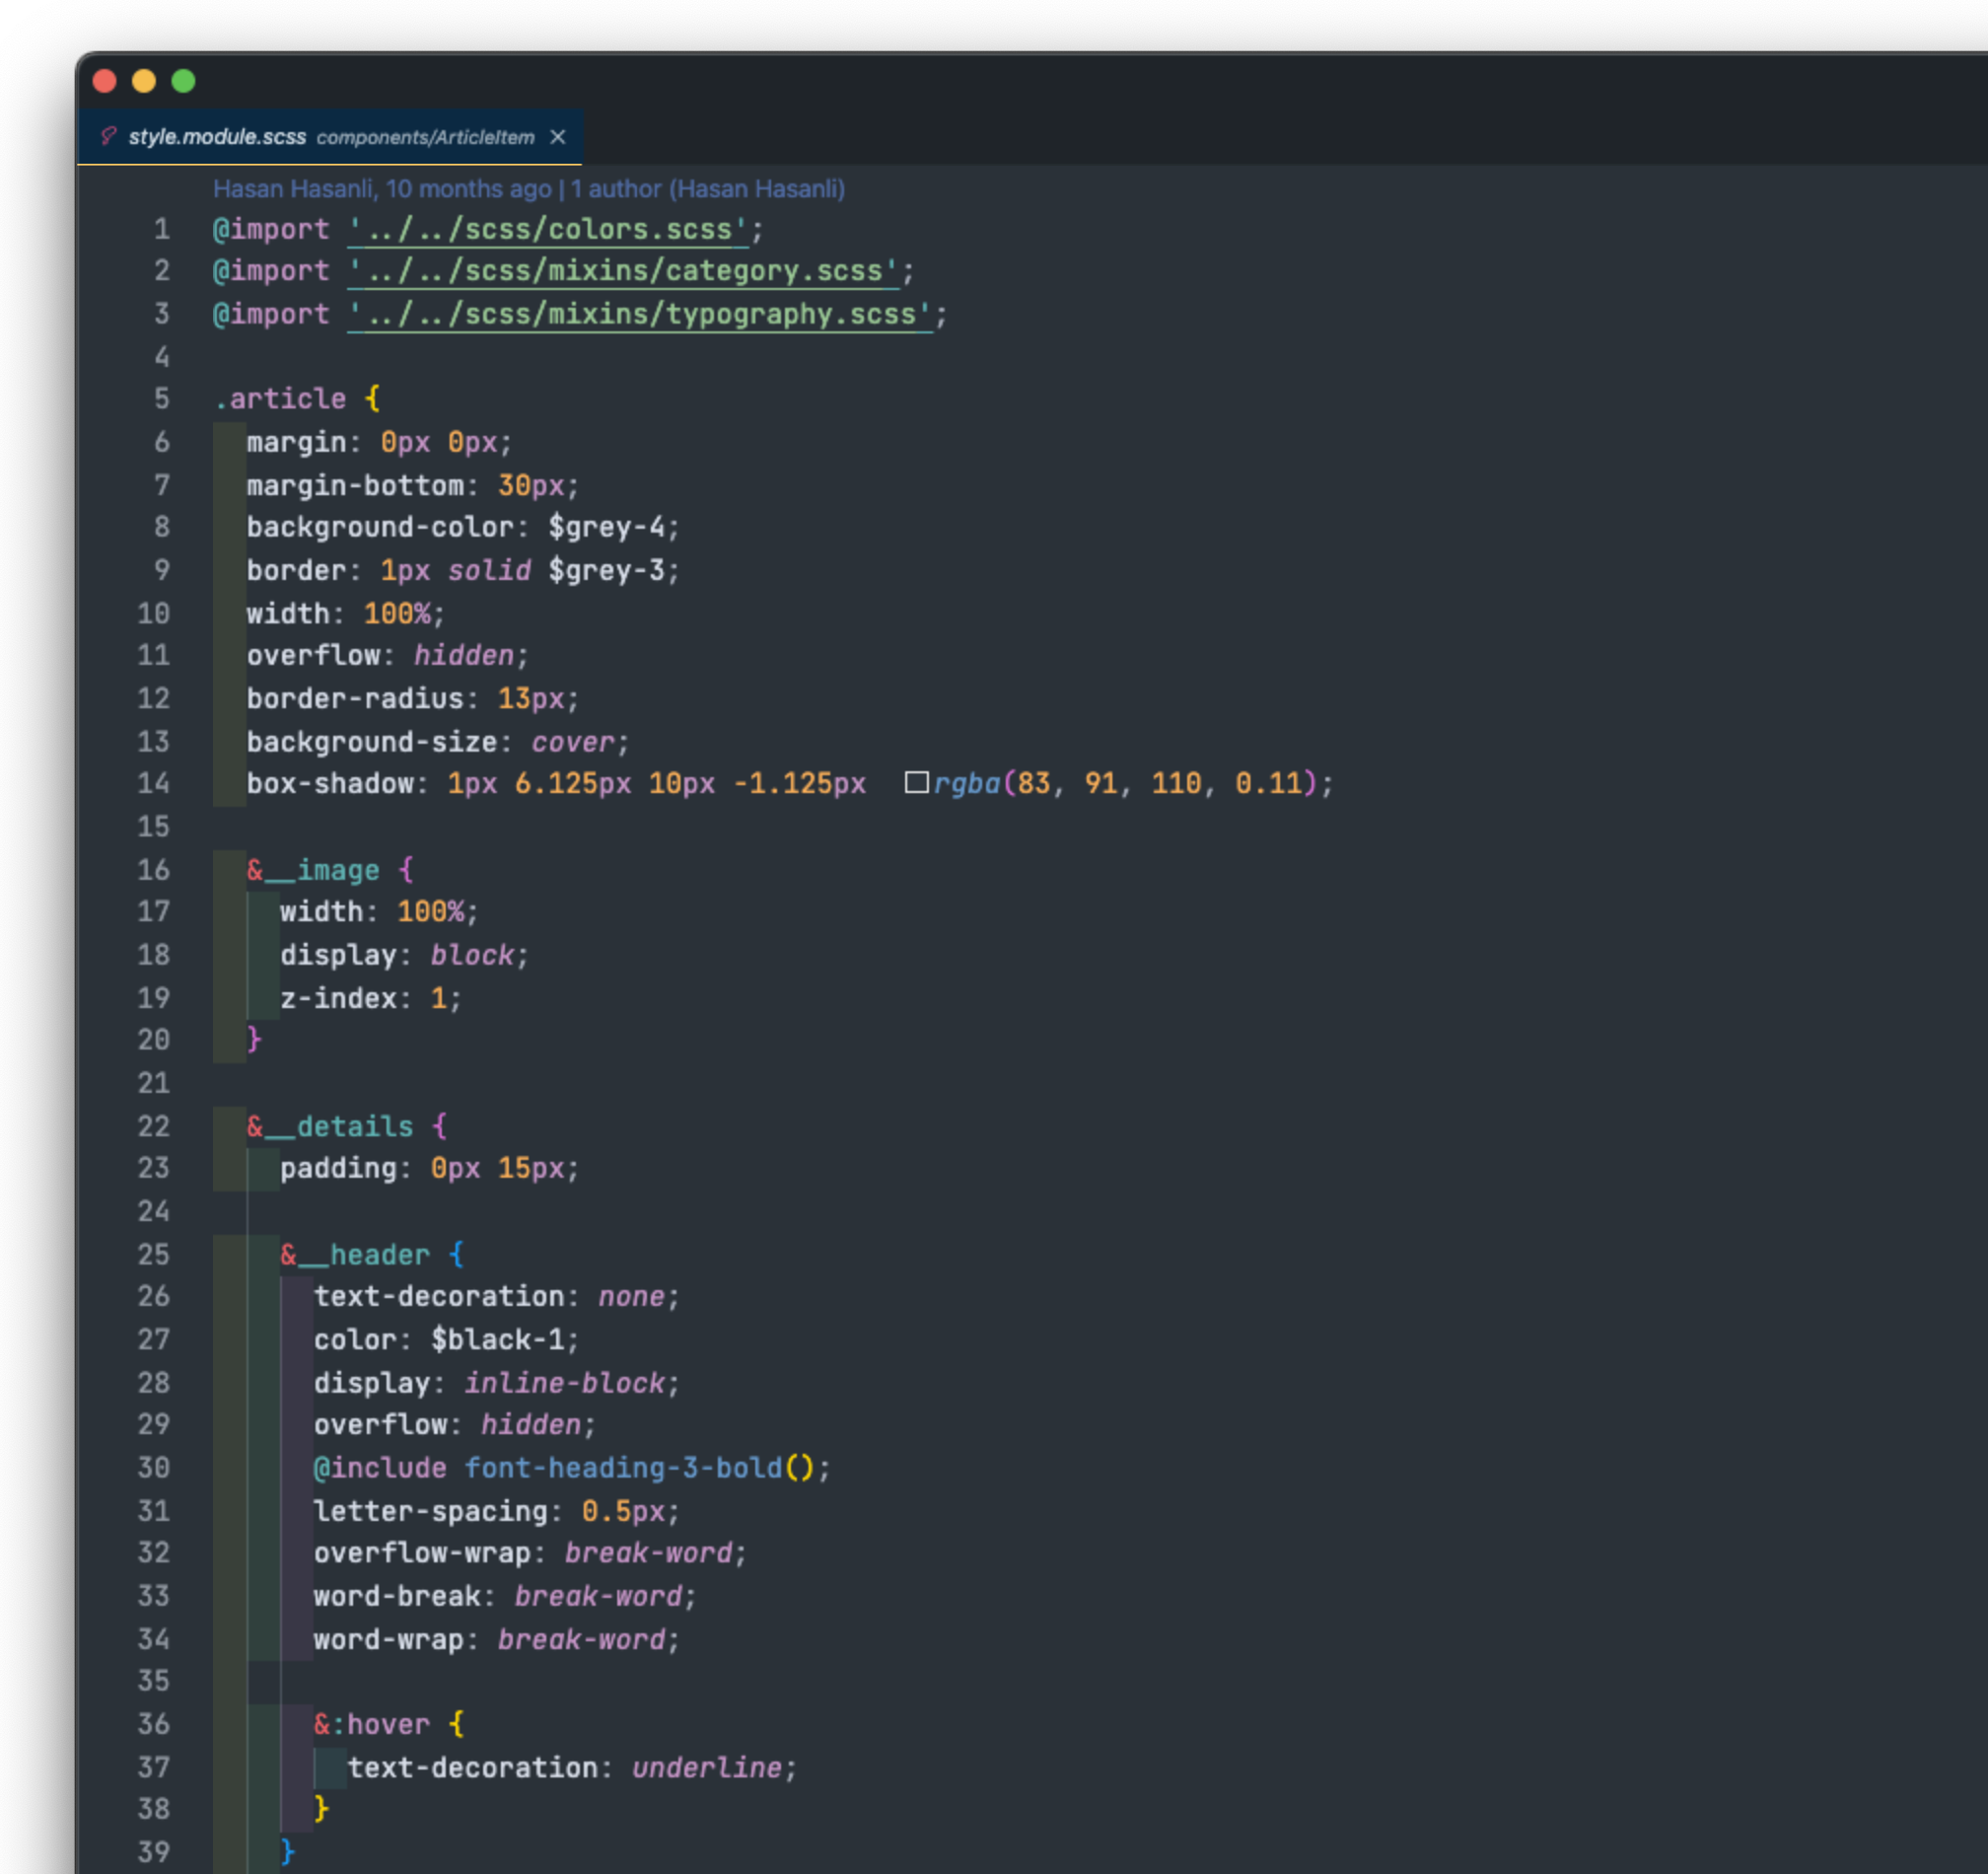 style.module.scss components/ArticleItem
Hasan Hasanli, 10 months ago | 1 author (Hasan Hasanli)
1 @import '../../scss/colors.scss';
2 @import '../../scss/mixins/category.scss';
3 @import '../../scss/mixins/typography.scss';
4
5 .article {
6 margin: 0px 0px;
7 margin-bottom: 30px;
8 background-color: $grey-4;
9 border: 1px solid $grey-3;
10 width: 100%;
11 overflow: hidden;
12 border-radius: 13px;
13 background-size: cover;
14 box-shadow: 1px 6.125px 10px -1.125px rgba(83, 91, 110, 0.11);
15
16 &__image {
17 width: 100%;
18 display: block;
19 z-index: 1;
20 }
21
22 &__details {
23 padding: 0px 15px;
24
25 &__header {
26 text-decoration: none;
27 color: $black-1;
28 display: inline-block;
29 overflow: hidden;
30 @include font-heading-3-bold();
31 letter-spacing: 0.5px;
32 overflow-wrap: break-word;
33 word-break: break-word;
34 word-wrap: break-word;
35
36 &:hover {
37 text-decoration: underline;
38 }
39 }